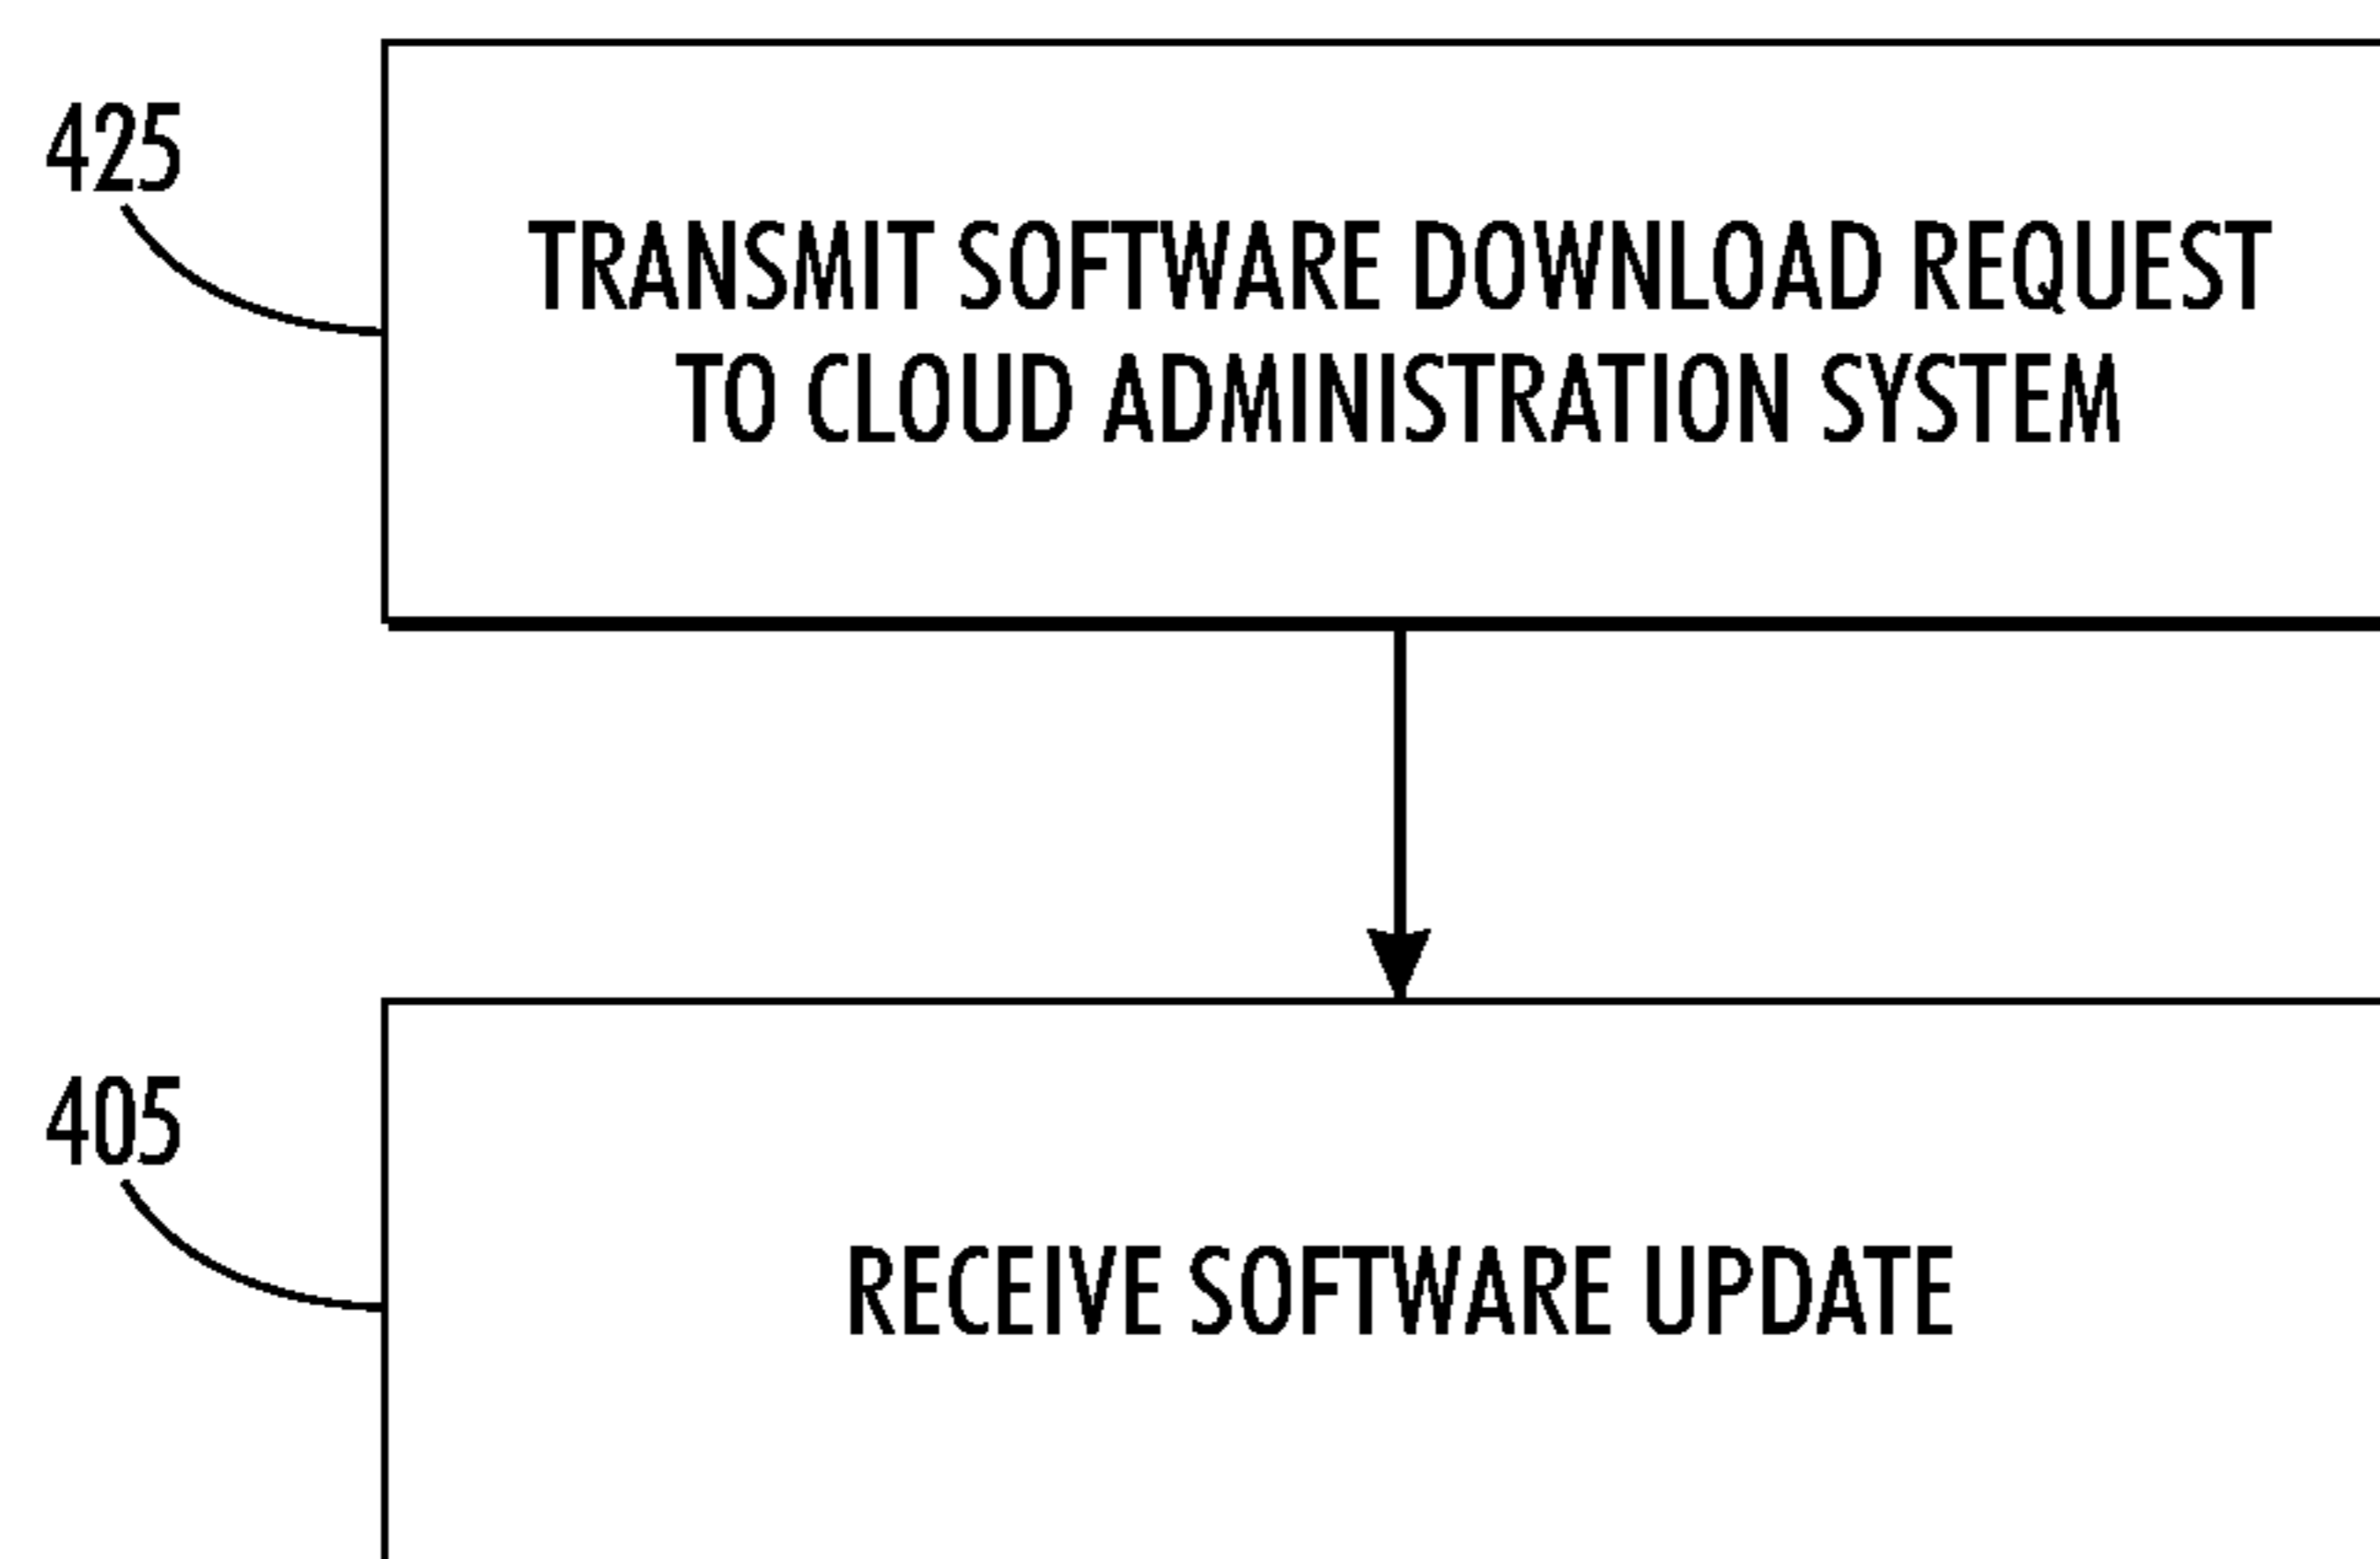 425
TRANSMIT SOFTWARE DOWNLOAD REQUEST
TO CLOUD ADMINISTRATION SYSTEM
405
RECEIVE SOFTWARE UPDATE